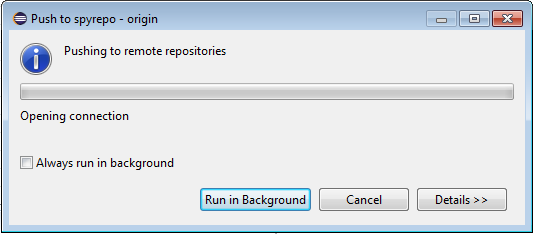 Push to spyrepo - origin
Pushing to remote repositories
Opening connection
Always run in background
Run in Background
Cancel
Details >>